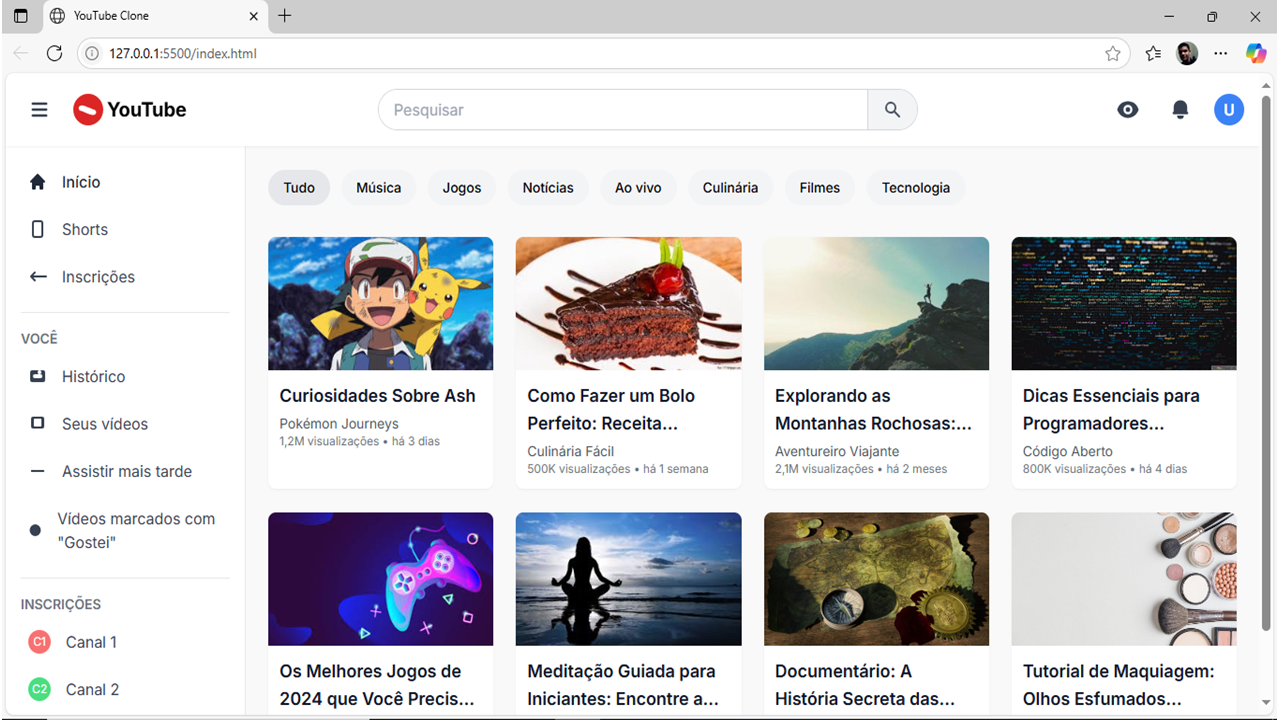 YouTube Clone
127.0.0.1:5500/index.html
YouTube
Pesquisar
U
Início
Shorts
Inscrições
VOCÊ
Histórico
Seus vídeos
Assistir mais tarde
Vídeos marcados com
"Gostei"
INSCRIÇÕES
C1 Canal 1
C2 Canal 2
Tudo Música Jogos Notícias Ao vivo Culinária Filmes Tecnologia
Curiosidades Sobre Ash
Pokémon Journeys
1,2M visualizações • há 3 dias
Como Fazer um Bolo
Perfeito: Receita...
Culinária Fácil
500K visualizações • há 1 semana
Explorando as
Montanhas Rochosas:...
Aventureiro Viajante
2,1M visualizações • há 2 meses
Dicas Essenciais para
Programadores...
Código Aberto
800K visualizações • há 4 dias
Os Melhores Jogos de
2024 que Você Precis...
Meditação Guiada para
Iniciantes: Encontre a...
Documentário: A
História Secreta das...
Tutorial de Maquiagem:
Olhos Esfumados...